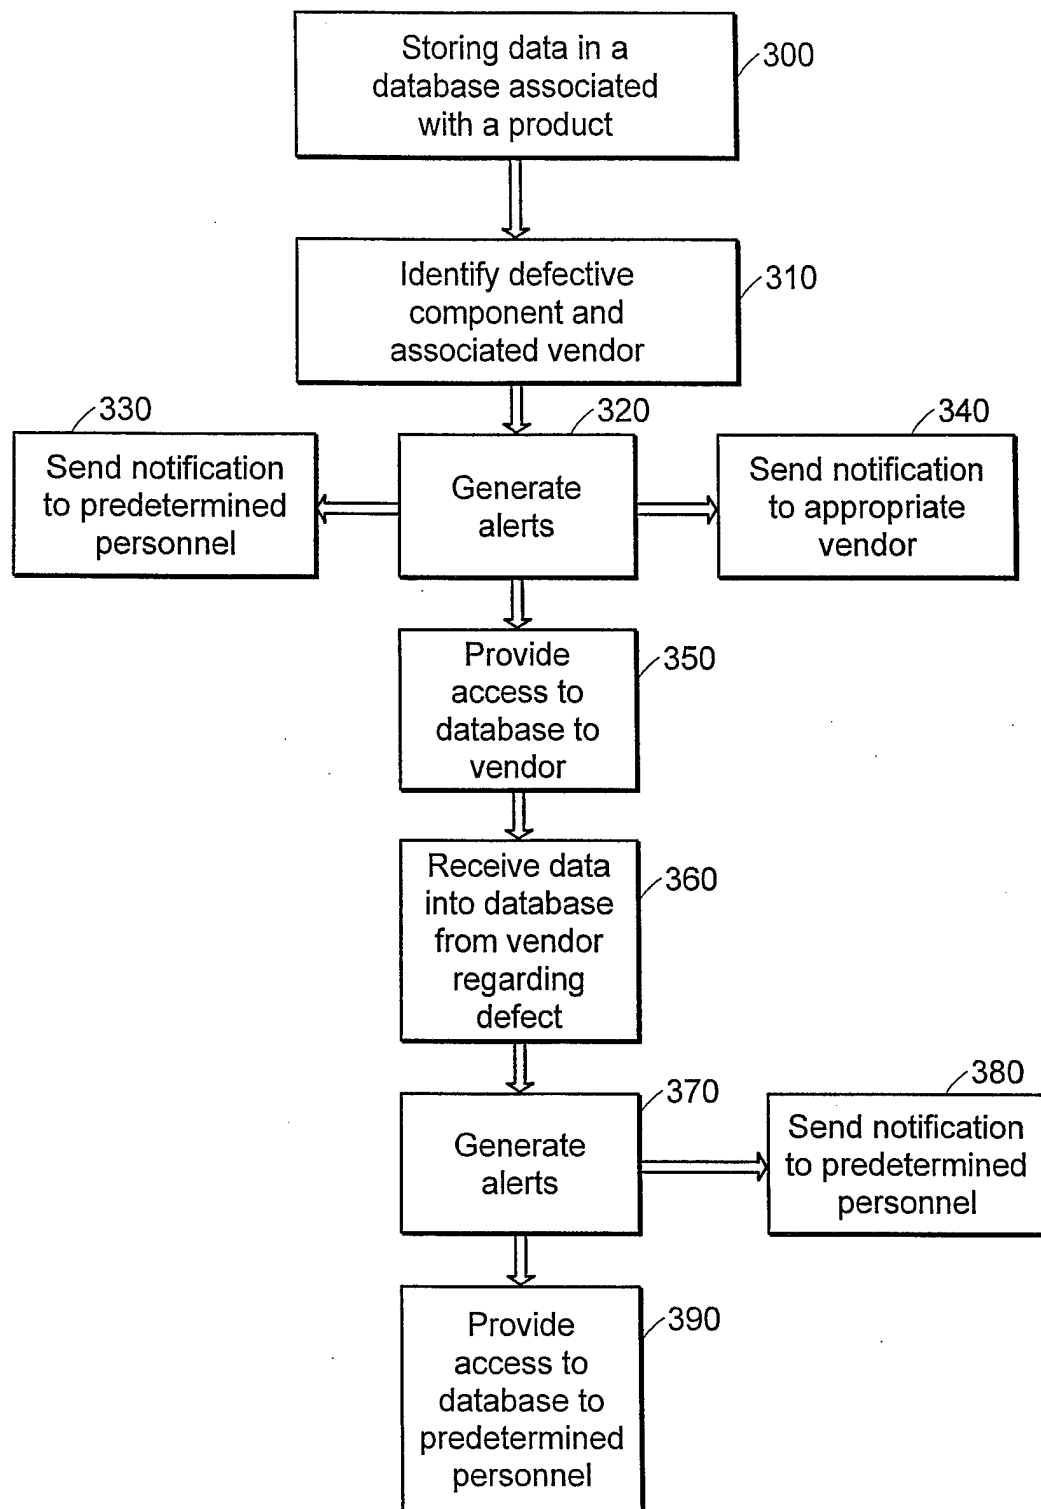 Storing data in a
database associated
with a product
300
Identify defective
component and
associated vendor
310
330
Send notification
to predetermined
personnel
320
Generate
alerts
340
Send notification
to appropriate
vendor
Provide
access to
database to
vendor
350
Receive data
into database
from vendor
regarding
defect
360
Generate
alerts
370
380
Send notification
to predetermined
personnel
Provide
access to
database to
predetermined
personnel
390